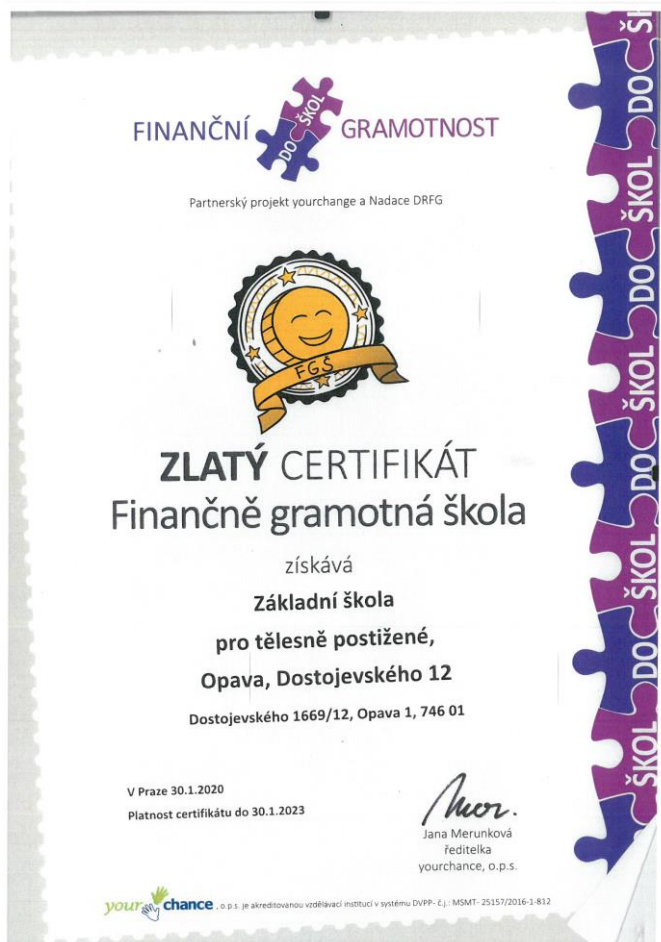 FINANČNÍ DO ŠKOL GRAMOTNOST
Partnerský projekt yourchange a Nadace DRFG
FGŠ
ZLATÝ CERTIFIKÁT
Finančně gramotná škola
získává
Základní škola
pro tělesně postižené,
Opava, Dostojevského 12
Dostojevského 1669/12, Opava 1, 746 01
V Praze 30.1.2020
Platnost certifikátu do 30.1.2023
Jana Merunková
ředitelka
yourchance, o.p.s.
your chance , o.p.s. je akreditovanou vzdělávací institucí v systému DVPP- č.j.: MSMT- 25157/2016-1-812
ŠKOL DO ŠKOL DO ŠKOL DO ŠKOL DO ŠK